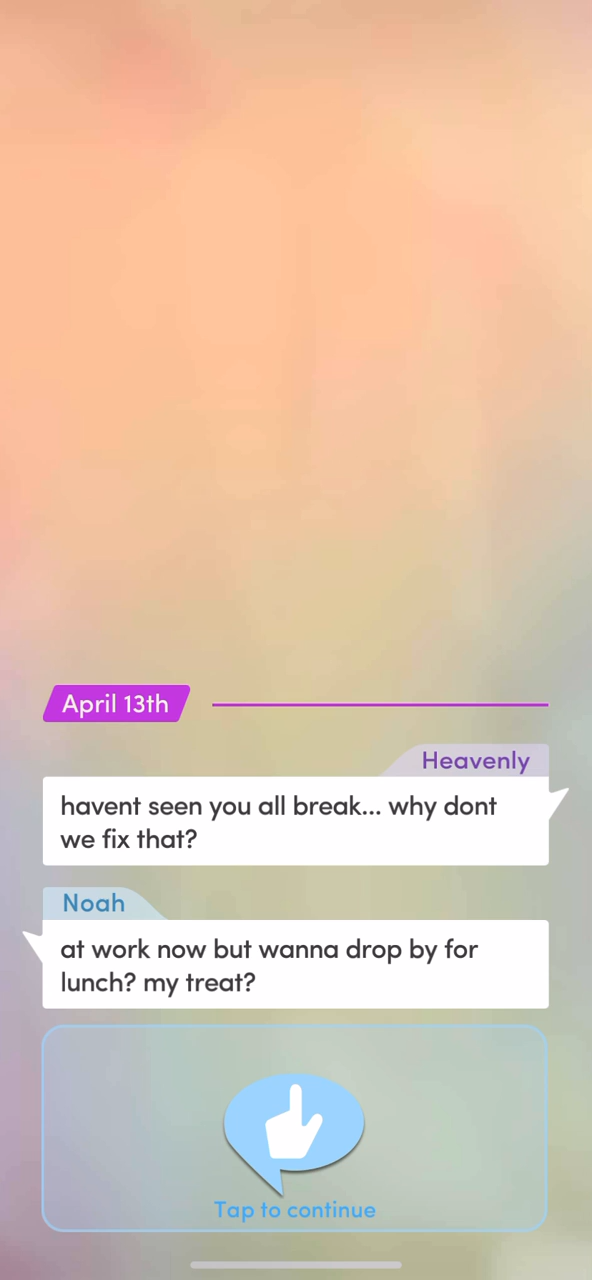 April 13th
Heavenly
havent seen you all break... why dont
we fix that?
Noah
at work now but wanna drop by for
lunch? my treat?
Tap to continue